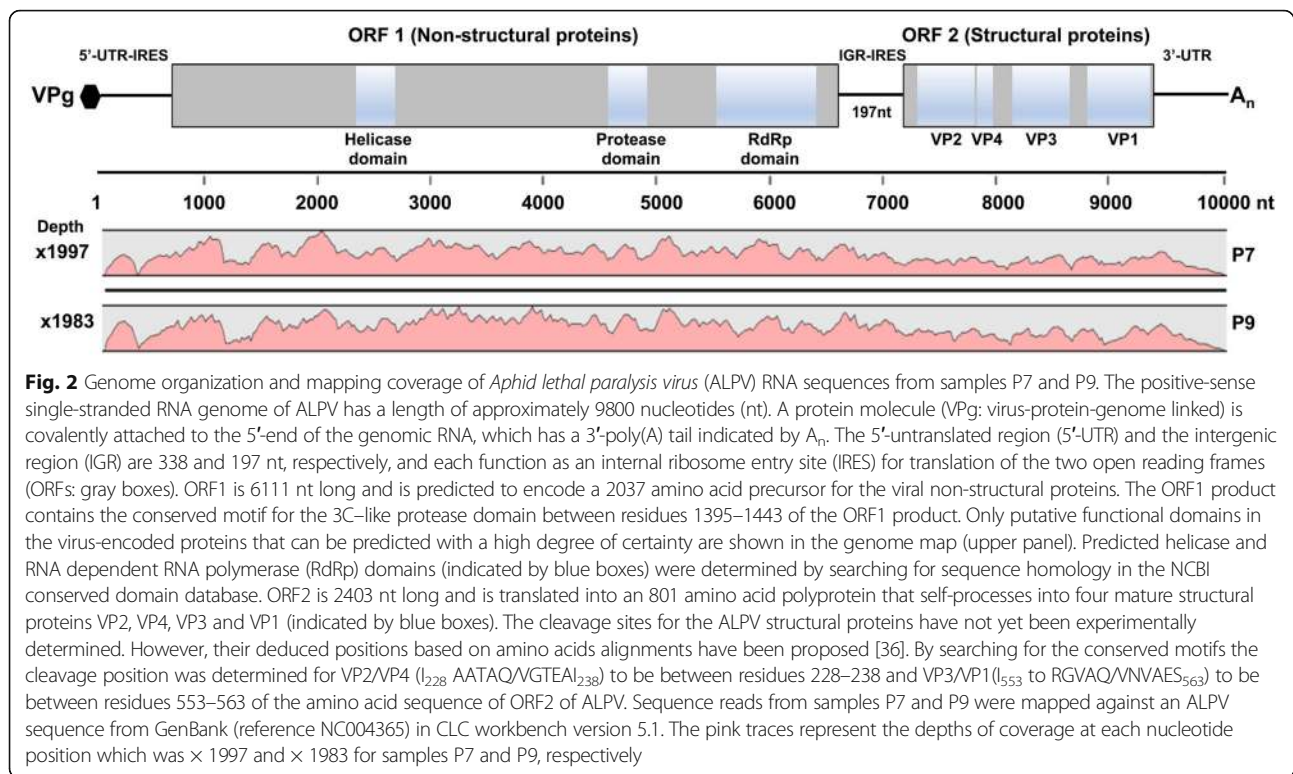 ORF 1 (Non-structural proteins)
ORF 2 (Structural proteins)
5’-UTR-IRES
IGR-IRES
3’-UTR
VPg
An
197nt
Helicase
domain
Protease
domain
RdRp
domain
VP2 VP4 VP3 VP1
1 1000 2000 3000 4000 5000 6000 7000 8000 9000 10000 nt
Depth
x1997
P7
x1983
P9
Fig. 2 Genome organization and mapping coverage of Aphid lethal paralysis virus (ALPV) RNA sequences from samples P7 and P9. The positive-sense
single-stranded RNA genome of ALPV has a length of approximately 9800 nucleotides (nt). A protein molecule (VPg: virus-protein-genome linked) is
covalently attached to the 5′-end of the genomic RNA, which has a 3′-poly(A) tail indicated by An. The 5′-untranslated region (5′-UTR) and the intergenic
region (IGR) are 338 and 197 nt, respectively, and each function as an internal ribosome entry site (IRES) for translation of the two open reading frames
(ORFs: gray boxes). ORF1 is 6111 nt long and is predicted to encode a 2037 amino acid precursor for the viral non-structural proteins. The ORF1 product
contains the conserved motif for the 3C–like protease domain between residues 1395–1443 of the ORF1 product. Only putative functional domains in
the virus-encoded proteins that can be predicted with a high degree of certainty are shown in the genome map (upper panel). Predicted helicase and
RNA dependent RNA polymerase (RdRp) domains (indicated by blue boxes) were determined by searching for sequence homology in the NCBI
conserved domain database. ORF2 is 2403 nt long and is translated into an 801 amino acid polyprotein that self-processes into four mature structural
proteins VP2, VP4, VP3 and VP1 (indicated by blue boxes). The cleavage sites for the ALPV structural proteins have not yet been experimentally
determined. However, their deduced positions based on amino acids alignments have been proposed [36]. By searching for the conserved motifs the
cleavage position was determined for VP2/VP4 (I228 AATAQ/VGTEAI238) to be between residues 228–238 and VP3/VP1(I553 to RGVAQ/VNVAES563) to be
between residues 553–563 of the amino acid sequence of ORF2 of ALPV. Sequence reads from samples P7 and P9 were mapped against an ALPV
sequence from GenBank (reference NC004365) in CLC workbench version 5.1. The pink traces represent the depths of coverage at each nucleotide
position which was × 1997 and × 1983 for samples P7 and P9, respectively